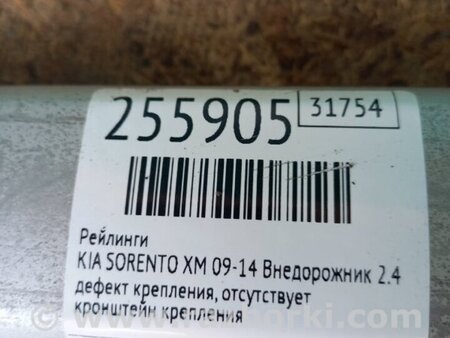 255905
31754
Рейлинги
KIA SORENTO XM 09-14 Внедорожник 2.4
дефект крепления, отсутствует
кронштейн крепления